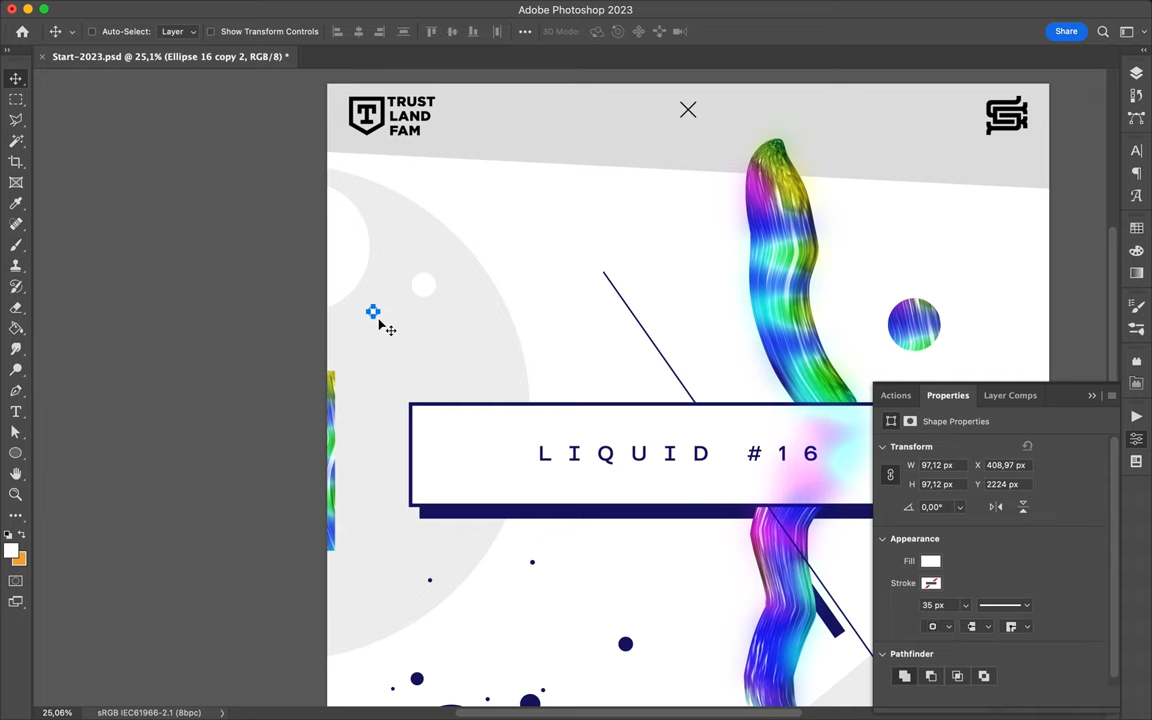 Adobe Photoshop 2023
Auto-Select: Layer Show Transform Controls 3D Mode: Share
Start-2023.psd @ 25,1% (Ellipse 16 copy 2, RGB/8) *
TRUST
LAND
FAM
LIQUID #16
Actions Properties Layer Comps
Shape Properties
Transform
W 97,12 px X 408,97 px
H 97,12 px Y 2224 px
0,00°
Appearance
Fill
Stroke
35 px
Pathfinder
25,06% sRGB IEC61966-2.1 (8bpc)